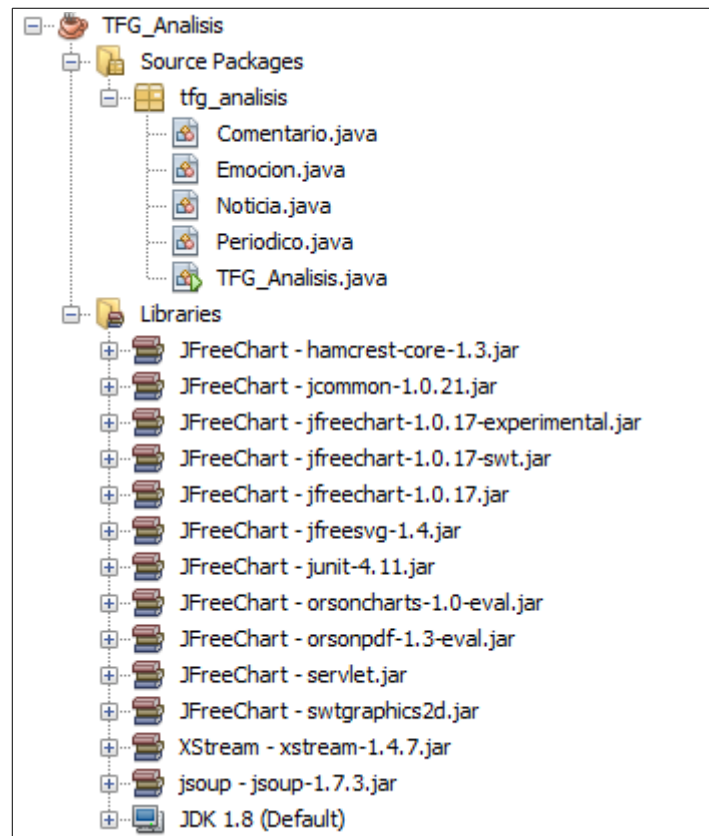 TFG_Analisis
Source Packages
tfg_analisis
Comentario.java
Emocion.java
Noticia.java
Periodico.java
TFG_Analisis.java
Libraries
JFreeChart - hamcrest-core-1.3.jar
JFreeChart - jcommon-1.0.21.jar
JFreeChart - jfreechart-1.0.17-experimental.jar
JFreeChart - jfreechart-1.0.17-swt.jar
JFreeChart - jfreechart-1.0.17.jar
JFreeChart - jfreesvg-1.4.jar
JFreeChart - junit-4.11.jar
JFreeChart - orsoncharts-1.0-eval.jar
JFreeChart - orsonpdf-1.3-eval.jar
JFreeChart - servlet.jar
JFreeChart - swtgraphics2d.jar
XStream - xstream-1.4.7.jar
jsoup - jsoup-1.7.3.jar
JDK 1.8 (Default)